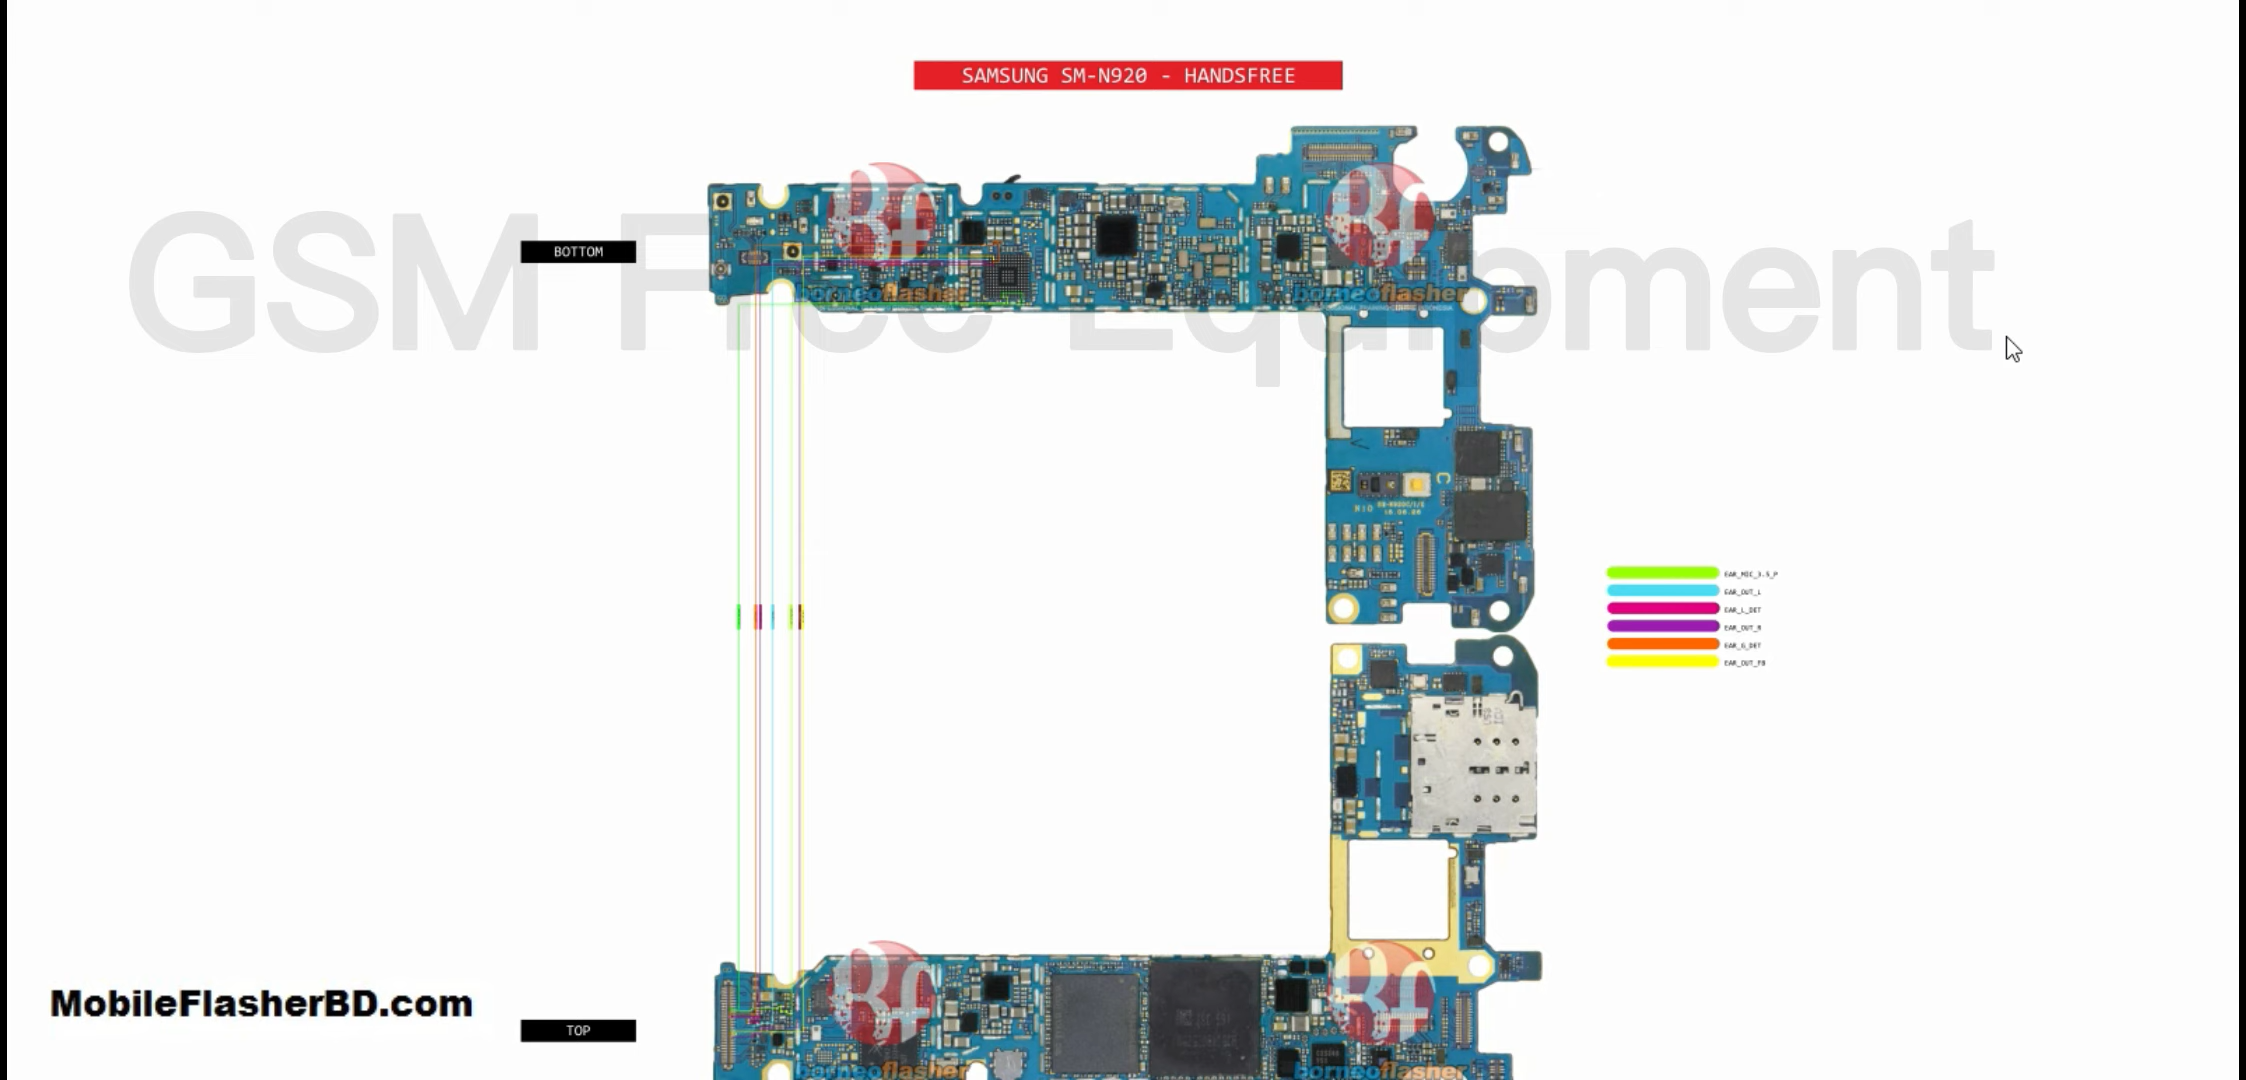 SAMSUNG SM-N920 - HANDSFREE
GSM Free Equipment
BOTTOM
borneoflasher borneoflasher
C
EAR_MIC_3.5_P
EAR_OUT_L
EAR_L_DET
EAR_OUT_R
EAR_G_DET
EAR_OUT_FB
MobileFlasherBD.com
TOP
borneoflasher borneoflasher